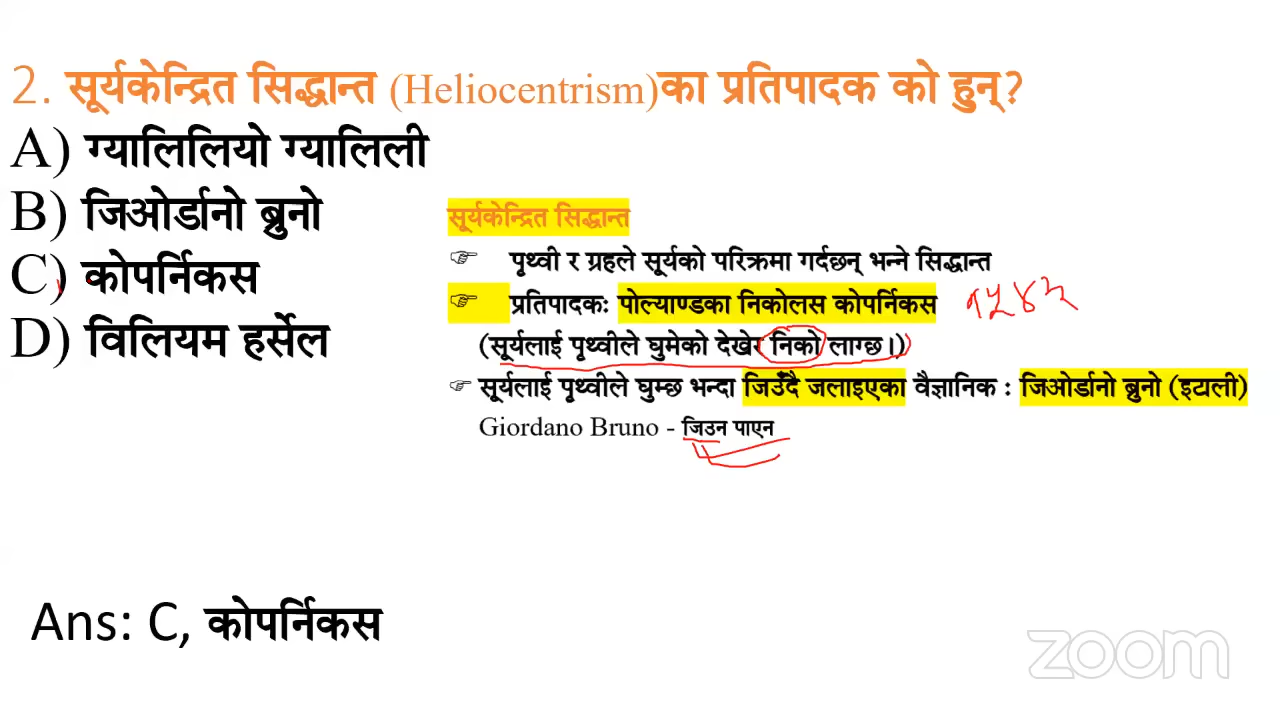 2. सूर्यकेन्द्रित सिद्धान्त (Heliocentrism)का प्रतिपादक को हुन्?
A) ग्यालिलियो ग्यालिली
B) जिओर्डानो ब्रुनो
C) कोपर्निकस
D) विलियम हर्सेल
सूर्यकेन्द्रित सिद्धान्त
☞ पृथ्वी र ग्रहले सूर्यको परिक्रमा गर्दछन् भन्ने सिद्धान्त
☞ प्रतिपादकः पोल्याण्डका निकोलस कोपर्निकस १५४३
(सूर्यलाई पृथ्वीले घुमेको देखेर निको लाग्छ।)
☞ सूर्यलाई पृथ्वीले घुम्छ भन्दा जिउँदै जलाइएका वैज्ञानिक : जिओर्डानो ब्रुनो (इटाली)
Giordano Bruno - जिउन पाएन
Ans: C, कोपर्निकस
zoom